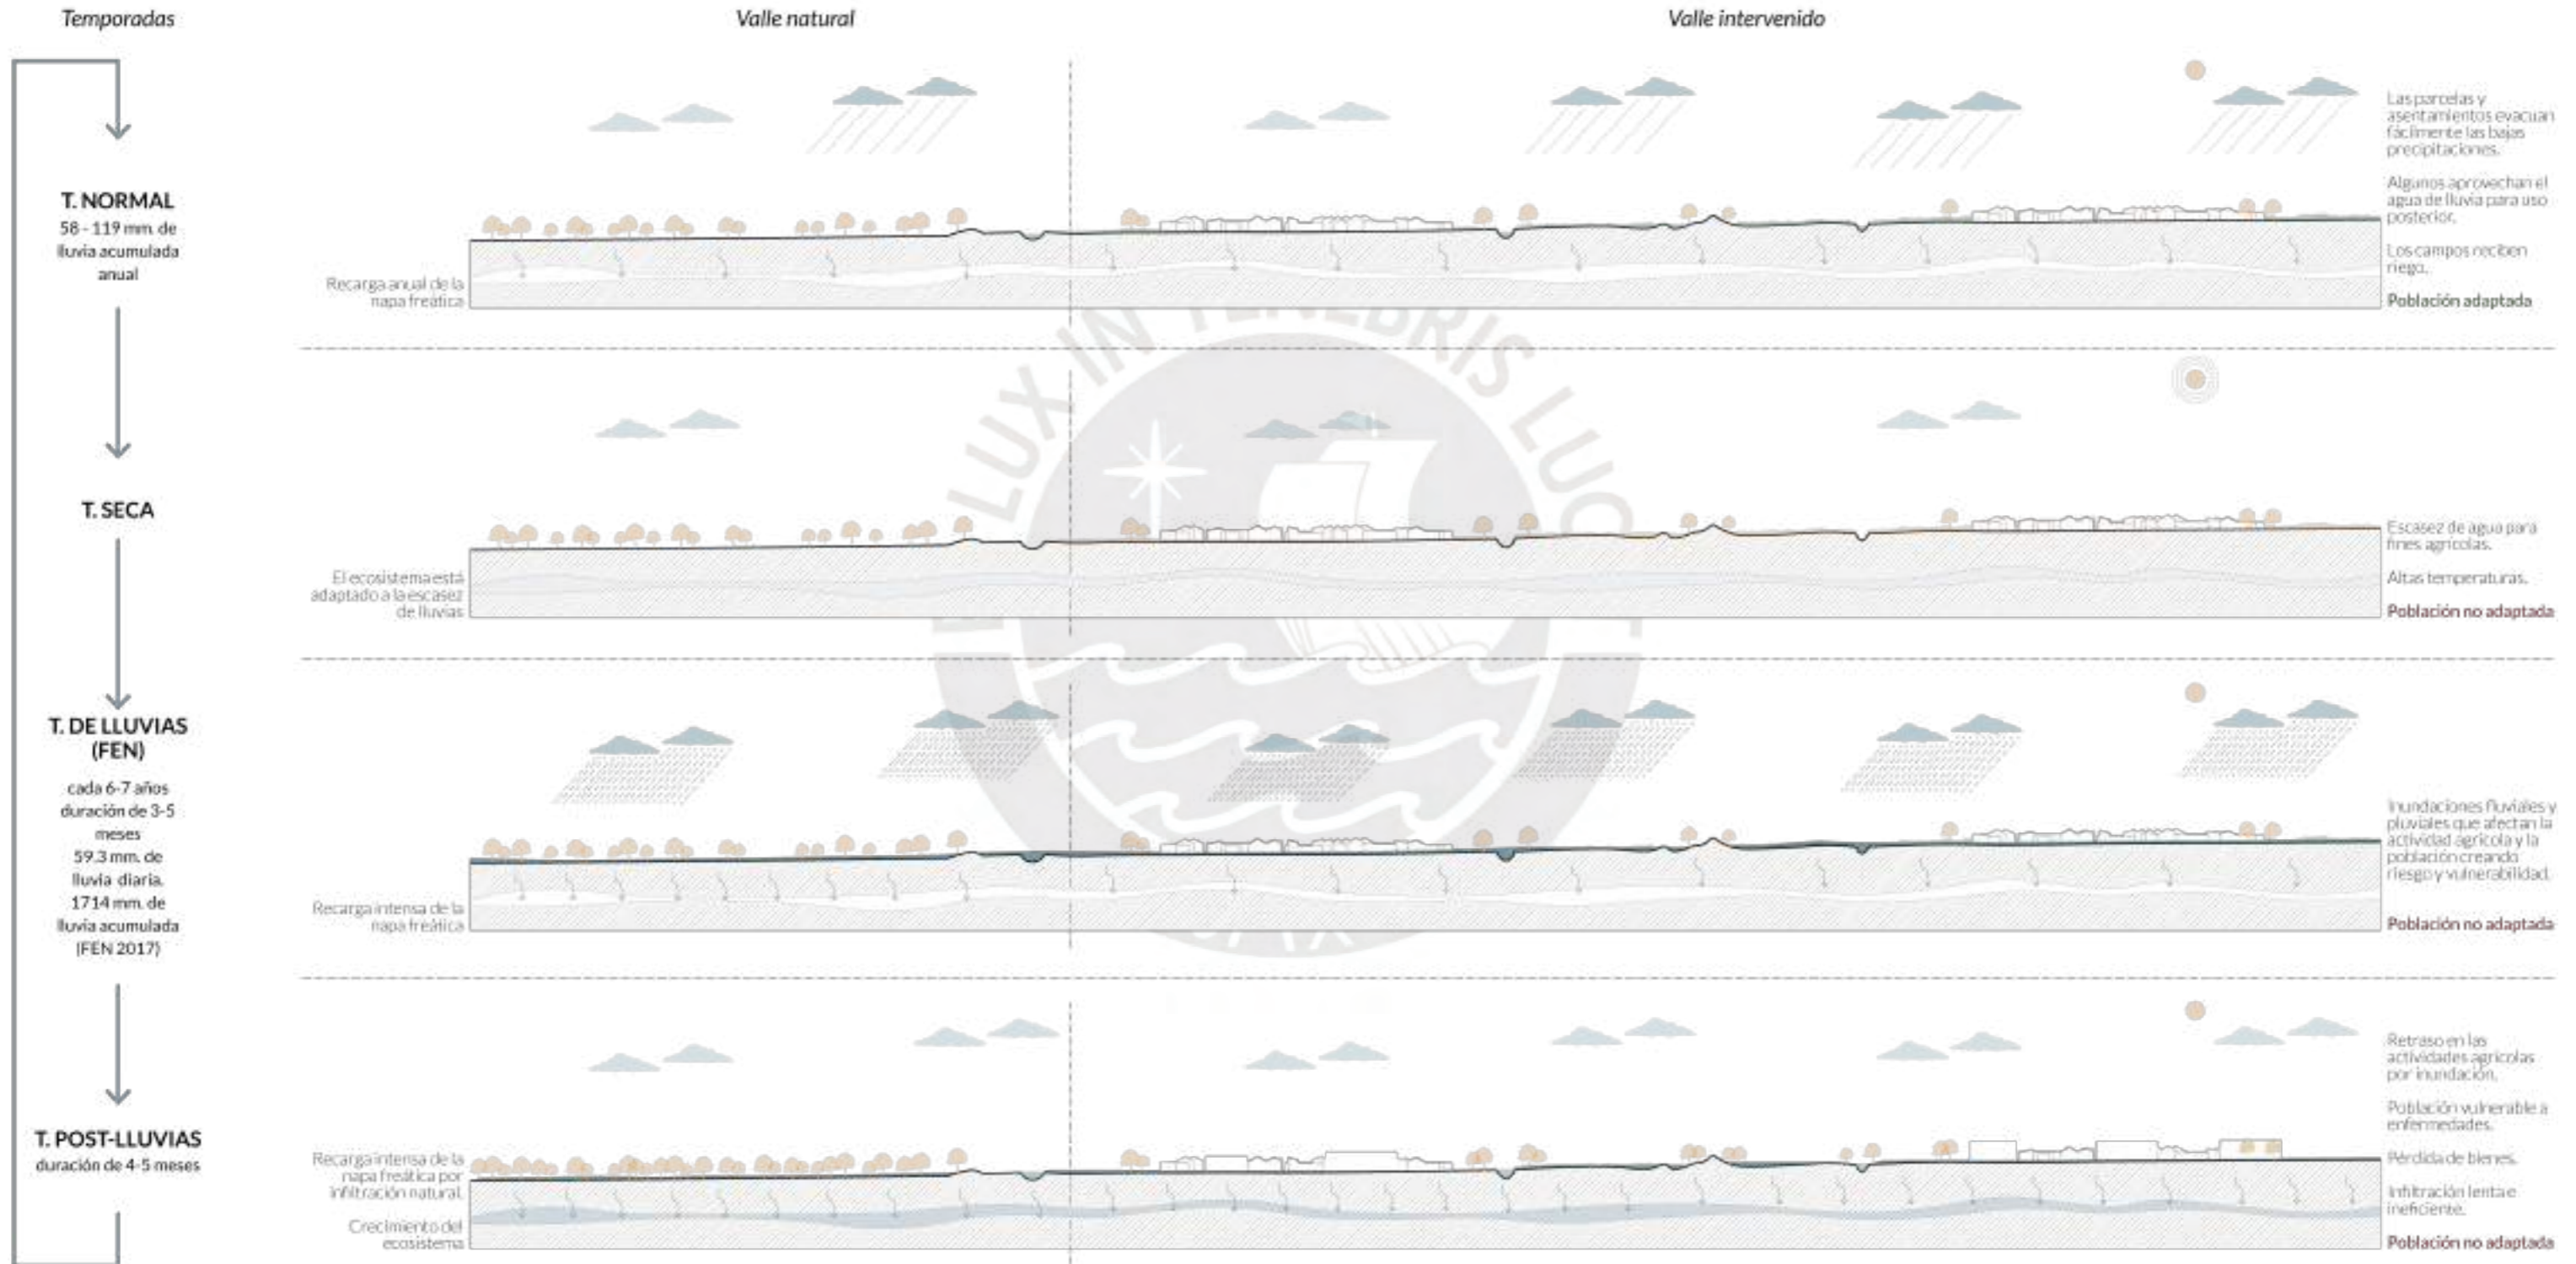 Temporadas
Valle natural
Valle intervenido
T. NORMAL
58 - 119 mm. de
lluvia acumulada
anual
Recarga anual de la
napa freática
Las parcelas y
asentamientos evacuan
fácilmente las bajas
precipitaciones.
Algunos aprovechan el
agua de lluvia para uso
posterior.
Los campos reciben
riego.
Población adaptada
T. SECA
El ecosistema está
adaptado a la escasez
de lluvias
Escasez de agua para
fines agrícolas.
Altas temperaturas.
Población no adaptada
T. DE LLUVIAS
(FEN)
cada 6-7 años
duración de 3-5
meses
59.3 mm. de
lluvia diaria.
1714 mm. de
lluvia acumulada
(FEN 2017)
Recarga intensa de la
napa freática
Inundaciones fluviales y
pluviales que afectan la
actividad agrícola y la
población creando
riesgo y vulnerabilidad.
Población no adaptada
T. POST-LLUVIAS
duración de 4-5 meses
Recarga intensa de la
napa freática por
infiltración natural.
Crecimiento del
ecosistema
Retraso en las
actividades agrícolas
por inundación.
Población vulnerable a
enfermedades.
Pérdida de bienes.
Infiltración lenta e
ineficiente.
Población no adaptada
LUX IN TENEBRIS LUC